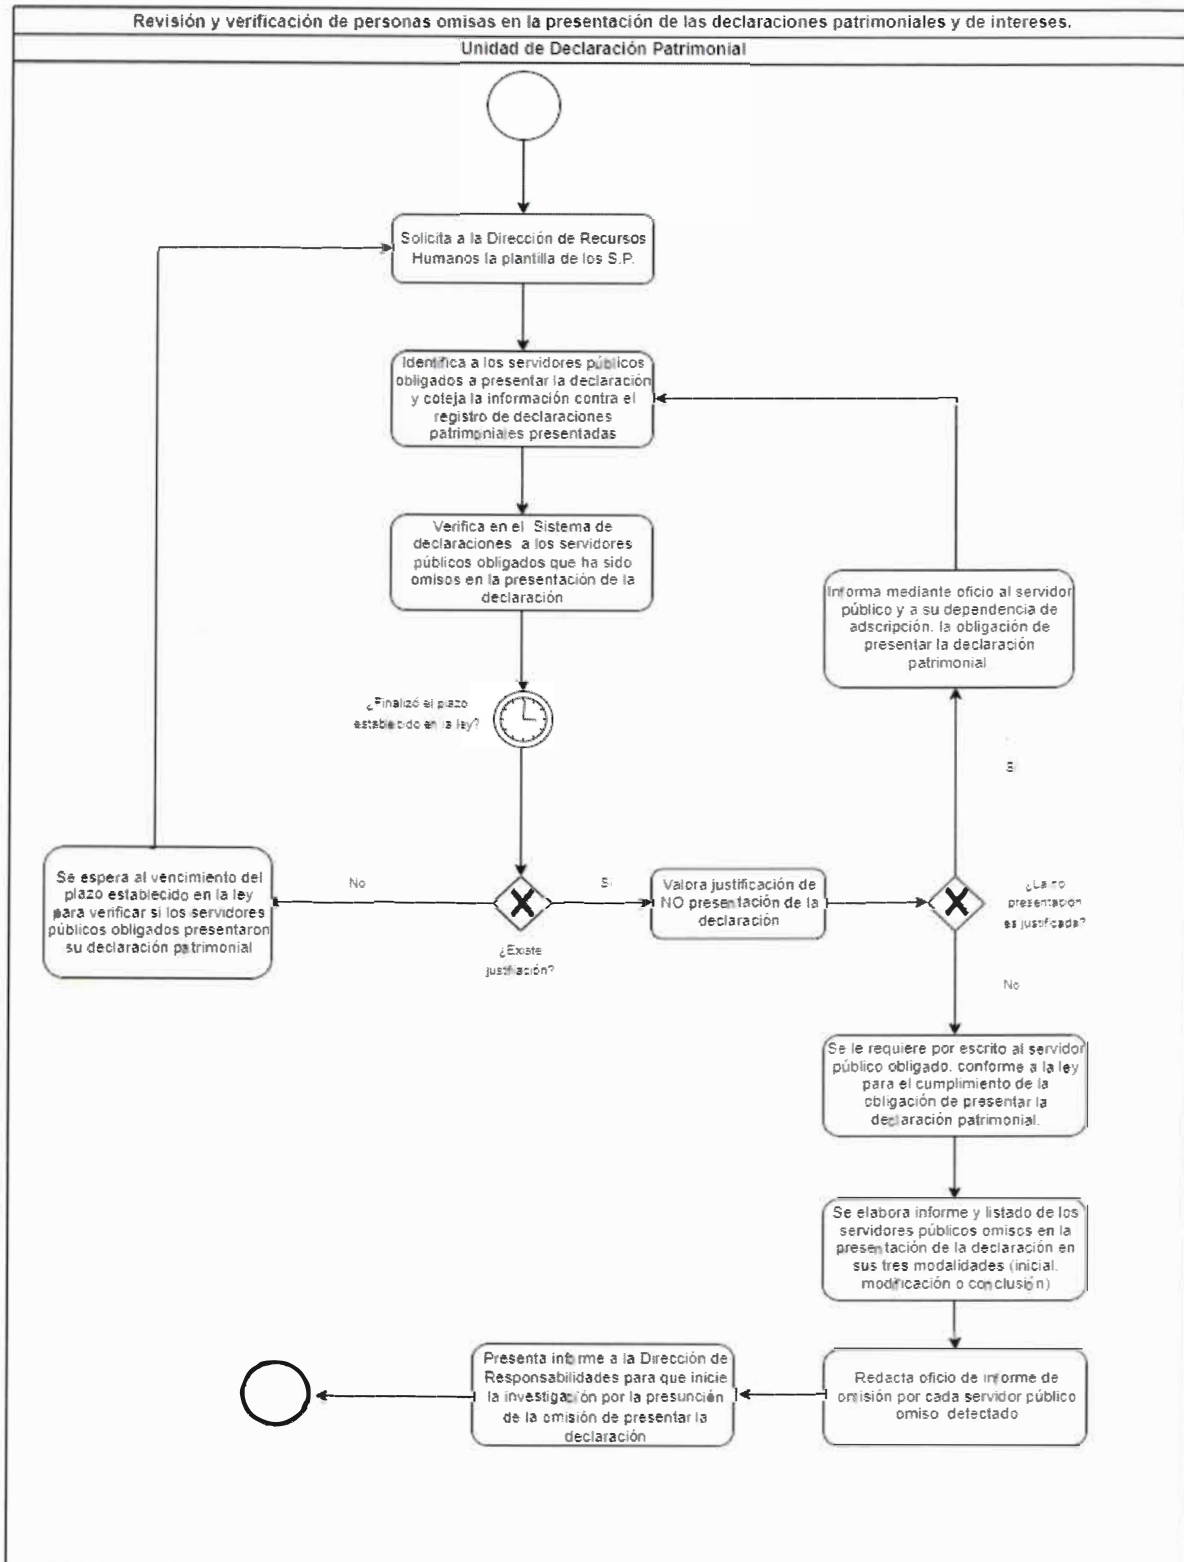 Revisión y verificación de personas omisas en la presentación de las declaraciones patrimoniales y de intereses.
Unidad de Declaración Patrimonial
Solicita a la Dirección de Recursos
Humanos la plantilla de los S.P.
Identifica a los servidores públicos
obligados a presentar la declaración
y coteja la información contra el
registro de declaraciones
patrimoniales presentadas
Verifica en el Sistema de
declaraciones a los servidores
públicos obligados que ha sido
omisos en la presentación de la
declaración
Informa mediante oficio al servidor
público y a su dependencia de
adscripción, la obligación de
presentar la declaración
patrimonial
¿Finalizó el plazo
establecido en la ley?
Si
Se espera al vencimiento del
plazo establecido en la ley
para verificar si los servidores
públicos obligados presentaron
su declaración patrimonial
No
¿Existe
justifiación?
Si
Valora justificación de
NO presentación de la
declaración
¿La no
presentación
es justificada?
No
Se le requiere por escrito al servidor
público obligado, conforme a la ley
para el cumplimiento de la
obligación de presentar la
declaración patrimonial.
Se elabora informe y listado de los
servidores públicos omisos en la
presentación de la declaración en
sus tres modalidades (inicial,
modificación o conclusión)
Redacta oficio de informe de
omisión por cada servidor público
omiso detectado
Presenta informe a la Dirección de
Responsabilidades para que inicie
la investigación por la presunción
de la omisión de presentar la
declaración